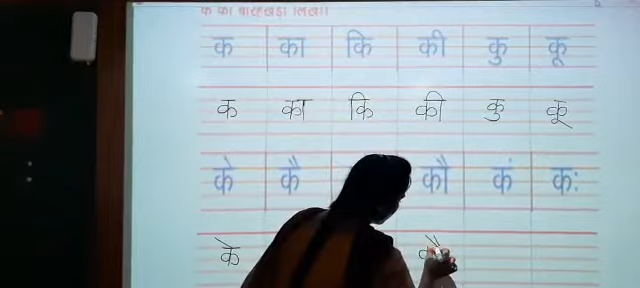 क का बारहखडी लिखो।
क का कि की कु कू
क का कि की कु कू
के कै कौ कं कः
के